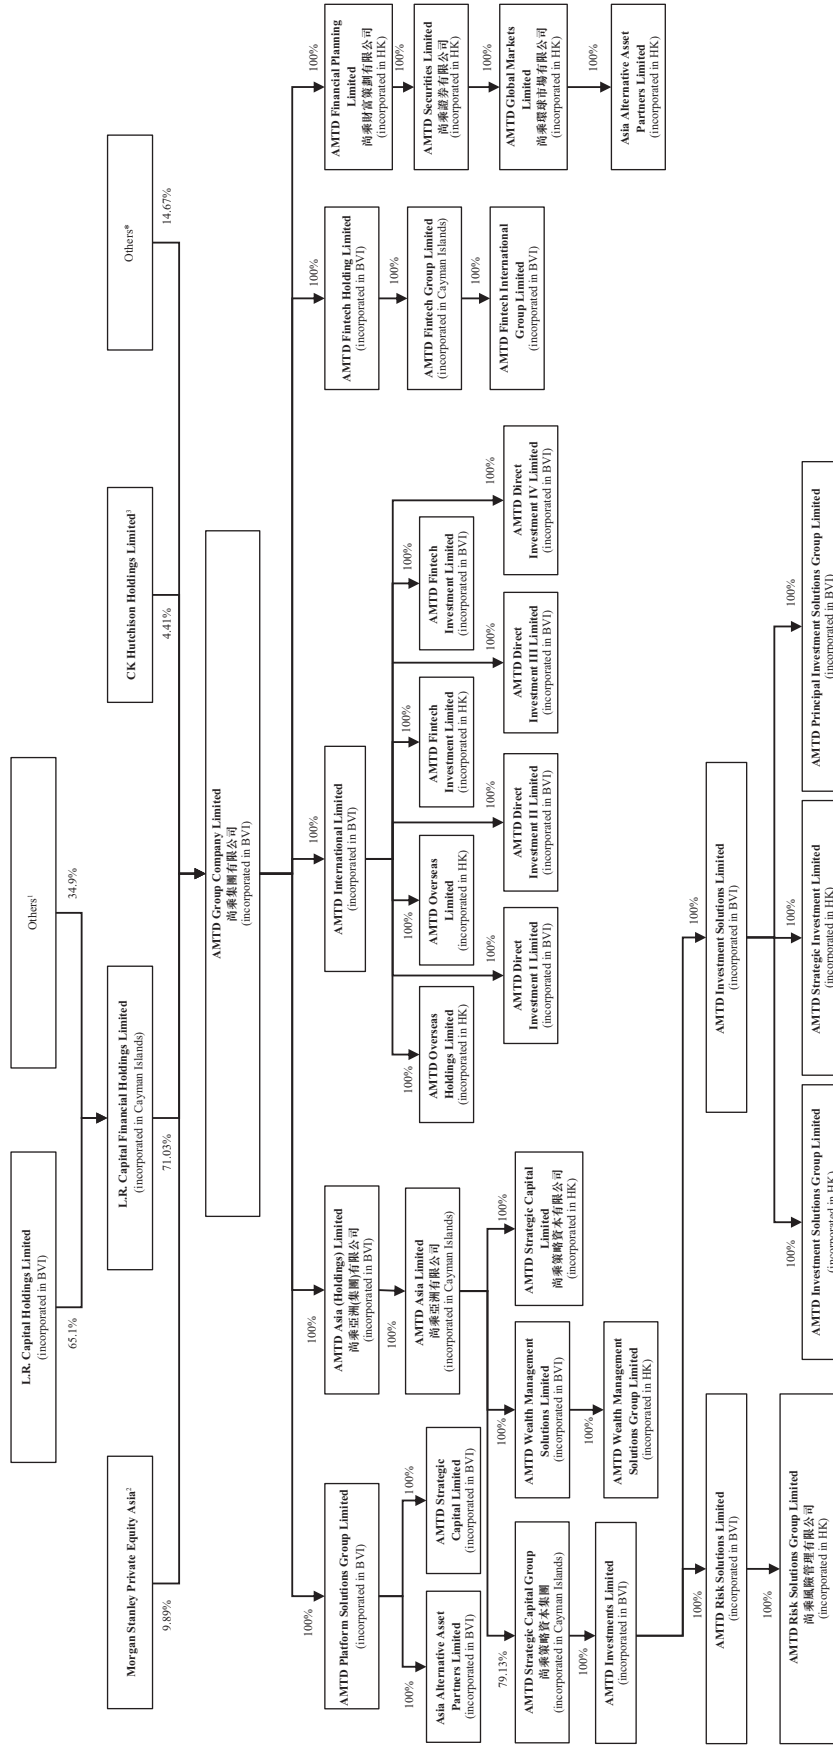 L.R. Capital Holdings Limited
(incorporated in BVI)
Others¹
65.1%
34.9%
Morgan Stanley Private Equity Asia²
L.R. Capital Financial Holdings Limited
(incorporated in Cayman Islands)
CK Hutchison Holdings Limited³
Others*
9.89%
71.03%
4.41%
14.67%
AMTD Group Company Limited
尚乘集團有限公司
(incorporated in BVI)
100%
100%
100%
100%
100%
AMTD Platform Solutions Group Limited
(incorporated in BVI)
AMTD Asia (Holdings) Limited
尚乘亞洲(集團)有限公司
(incorporated in BVI)
AMTD International Limited
(incorporated in BVI)
AMTD Fintech Holding Limited
(incorporated in BVI)
AMTD Financial Planning
Limited
尚乘財富策劃有限公司
(incorporated in HK)
100%
100%
100%
100%
100%
AMTD Asia Limited
尚乘亞洲有限公司
(incorporated in Cayman Islands)
AMTD Fintech Group Limited
(incorporated in Cayman Islands)
AMTD Securities Limited
尚乘證券有限公司
(incorporated in HK)
Asia Alternative Asset
Partners Limited
(incorporated in BVI)
AMTD Strategic
Capital Limited
(incorporated in BVI)
100%
100%
100%
100%
AMTD Overseas
Holdings Limited
(incorporated in HK)
AMTD Overseas
Limited
(incorporated in HK)
AMTD Fintech
Investment Limited
(incorporated in HK)
AMTD Fintech
Investment Limited
(incorporated in BVI)
100%
100%
AMTD Fintech International
Group Limited
(incorporated in BVI)
AMTD Global Markets
Limited
尚乘環球市場有限公司
(incorporated in HK)
100%
100%
100%
100%
AMTD Direct
Investment I Limited
(incorporated in BVI)
AMTD Direct
Investment II Limited
(incorporated in BVI)
AMTD Direct
Investment III Limited
(incorporated in BVI)
AMTD Direct
Investment IV Limited
(incorporated in BVI)
79.13%
100%
100%
100%
AMTD Strategic Capital Group
尚乘策略資本集團
(incorporated in Cayman Islands)
AMTD Wealth Management
Solutions Limited
(incorporated in BVI)
AMTD Strategic Capital
Limited
尚乘策略資本有限公司
(incorporated in HK)
Asia Alternative Asset
Partners Limited
(incorporated in HK)
100%
100%
AMTD Investments Limited
(incorporated in BVI)
AMTD Wealth Management
Solutions Group Limited
(incorporated in HK)
100%
100%
AMTD Risk Solutions Limited
(incorporated in BVI)
AMTD Investment Solutions Limited
(incorporated in BVI)
100%
100%
100%
100%
AMTD Risk Solutions Group Limited
尚乘風險管理有限公司
(incorporated in HK)
AMTD Investment Solutions Group Limited
(incorporated in HK)
AMTD Strategic Investment Limited
(incorporated in HK)
AMTD Principal Investment Solutions Group Limited
(incorporated in BVI)